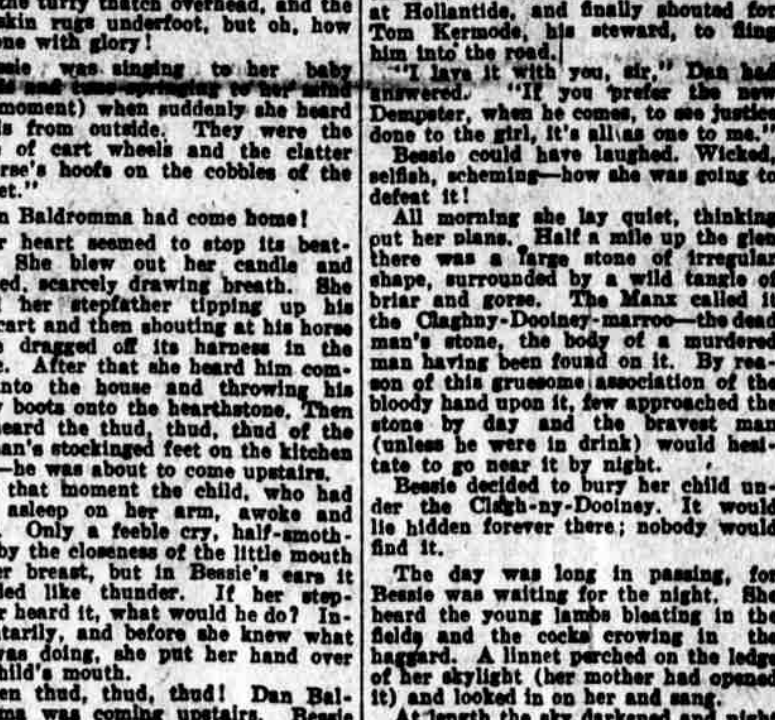 the turfy thatch overhead, and the
skin rugs underfoot, but oh, how
one with glory!
ssie was singing to her baby
moment) when suddenly she heard
s from outside. They were the
of cart wheels and the clatter
rse's hoofs on the cobbles of the
et."
n Baldromma had come home!
r heart seemed to stop its beat-
She blew out her candle and
ed, scarcely drawing breath. She
her stepfather tipping up his
cart and then shouting at his horse
dragged off its harness in the
e. After that she heard him com-
nto the house and throwing his
y boots onto the hearthstone. Then
heard the thud, thud, thud of the
an's stockinged feet on the kitchen
—he was about to come upstairs.
that moment the child, who had
asleep on her arm, awoke and
Only a feeble cry, half-smoth-
by the closeness of the little mouth
er breast, but in Bessie's ears it
ded like thunder. If her step-
r heard it, what would he do? In-
tarily, and before she knew what
was doing, she put her hand over
hild's mouth.
en thud, thud, thud! Dan Bal-
ma was coming upstairs. Bessie
at Hollantide, and finally shouted for
Tom Kermode, his steward, to fling
him into the road.
"I lave it with you, sir," Dan had
answered. "If you prefer the new
Dempster, when he comes, to see justice
done to the girl, it's all as one to me."
Bessie could have laughed. Wicked,
selfish, scheming—how she was going to
defeat it!
All morning she lay quiet, thinking
out her plans. Half a mile up the glen
there was a large stone of irregular
shape, surrounded by a wild tangle of
briar and gorse. The Manx called it
the Claghny-Dooiney-marroo—the dead
man's stone, the body of a murdered
man having been found on it. By rea-
son of this gruesome association of the
bloody hand upon it, few approached the
stone by day and the bravest man
(unless he were in drink) would hesi-
tate to go near it by night.
Bessie decided to bury her child un-
der the Clagh-ny-Dooiney. It would
lie hidden forever there; nobody would
find it.
The day was long in passing, for
Bessie was waiting for the night. She
heard the young lambs bleating in the
fields and the cocks crowing in the
haggard. A linnet perched on the ledge
of her skylight (her mother had opened
it) and looked in on her and sang.
At length the sky darkened and night